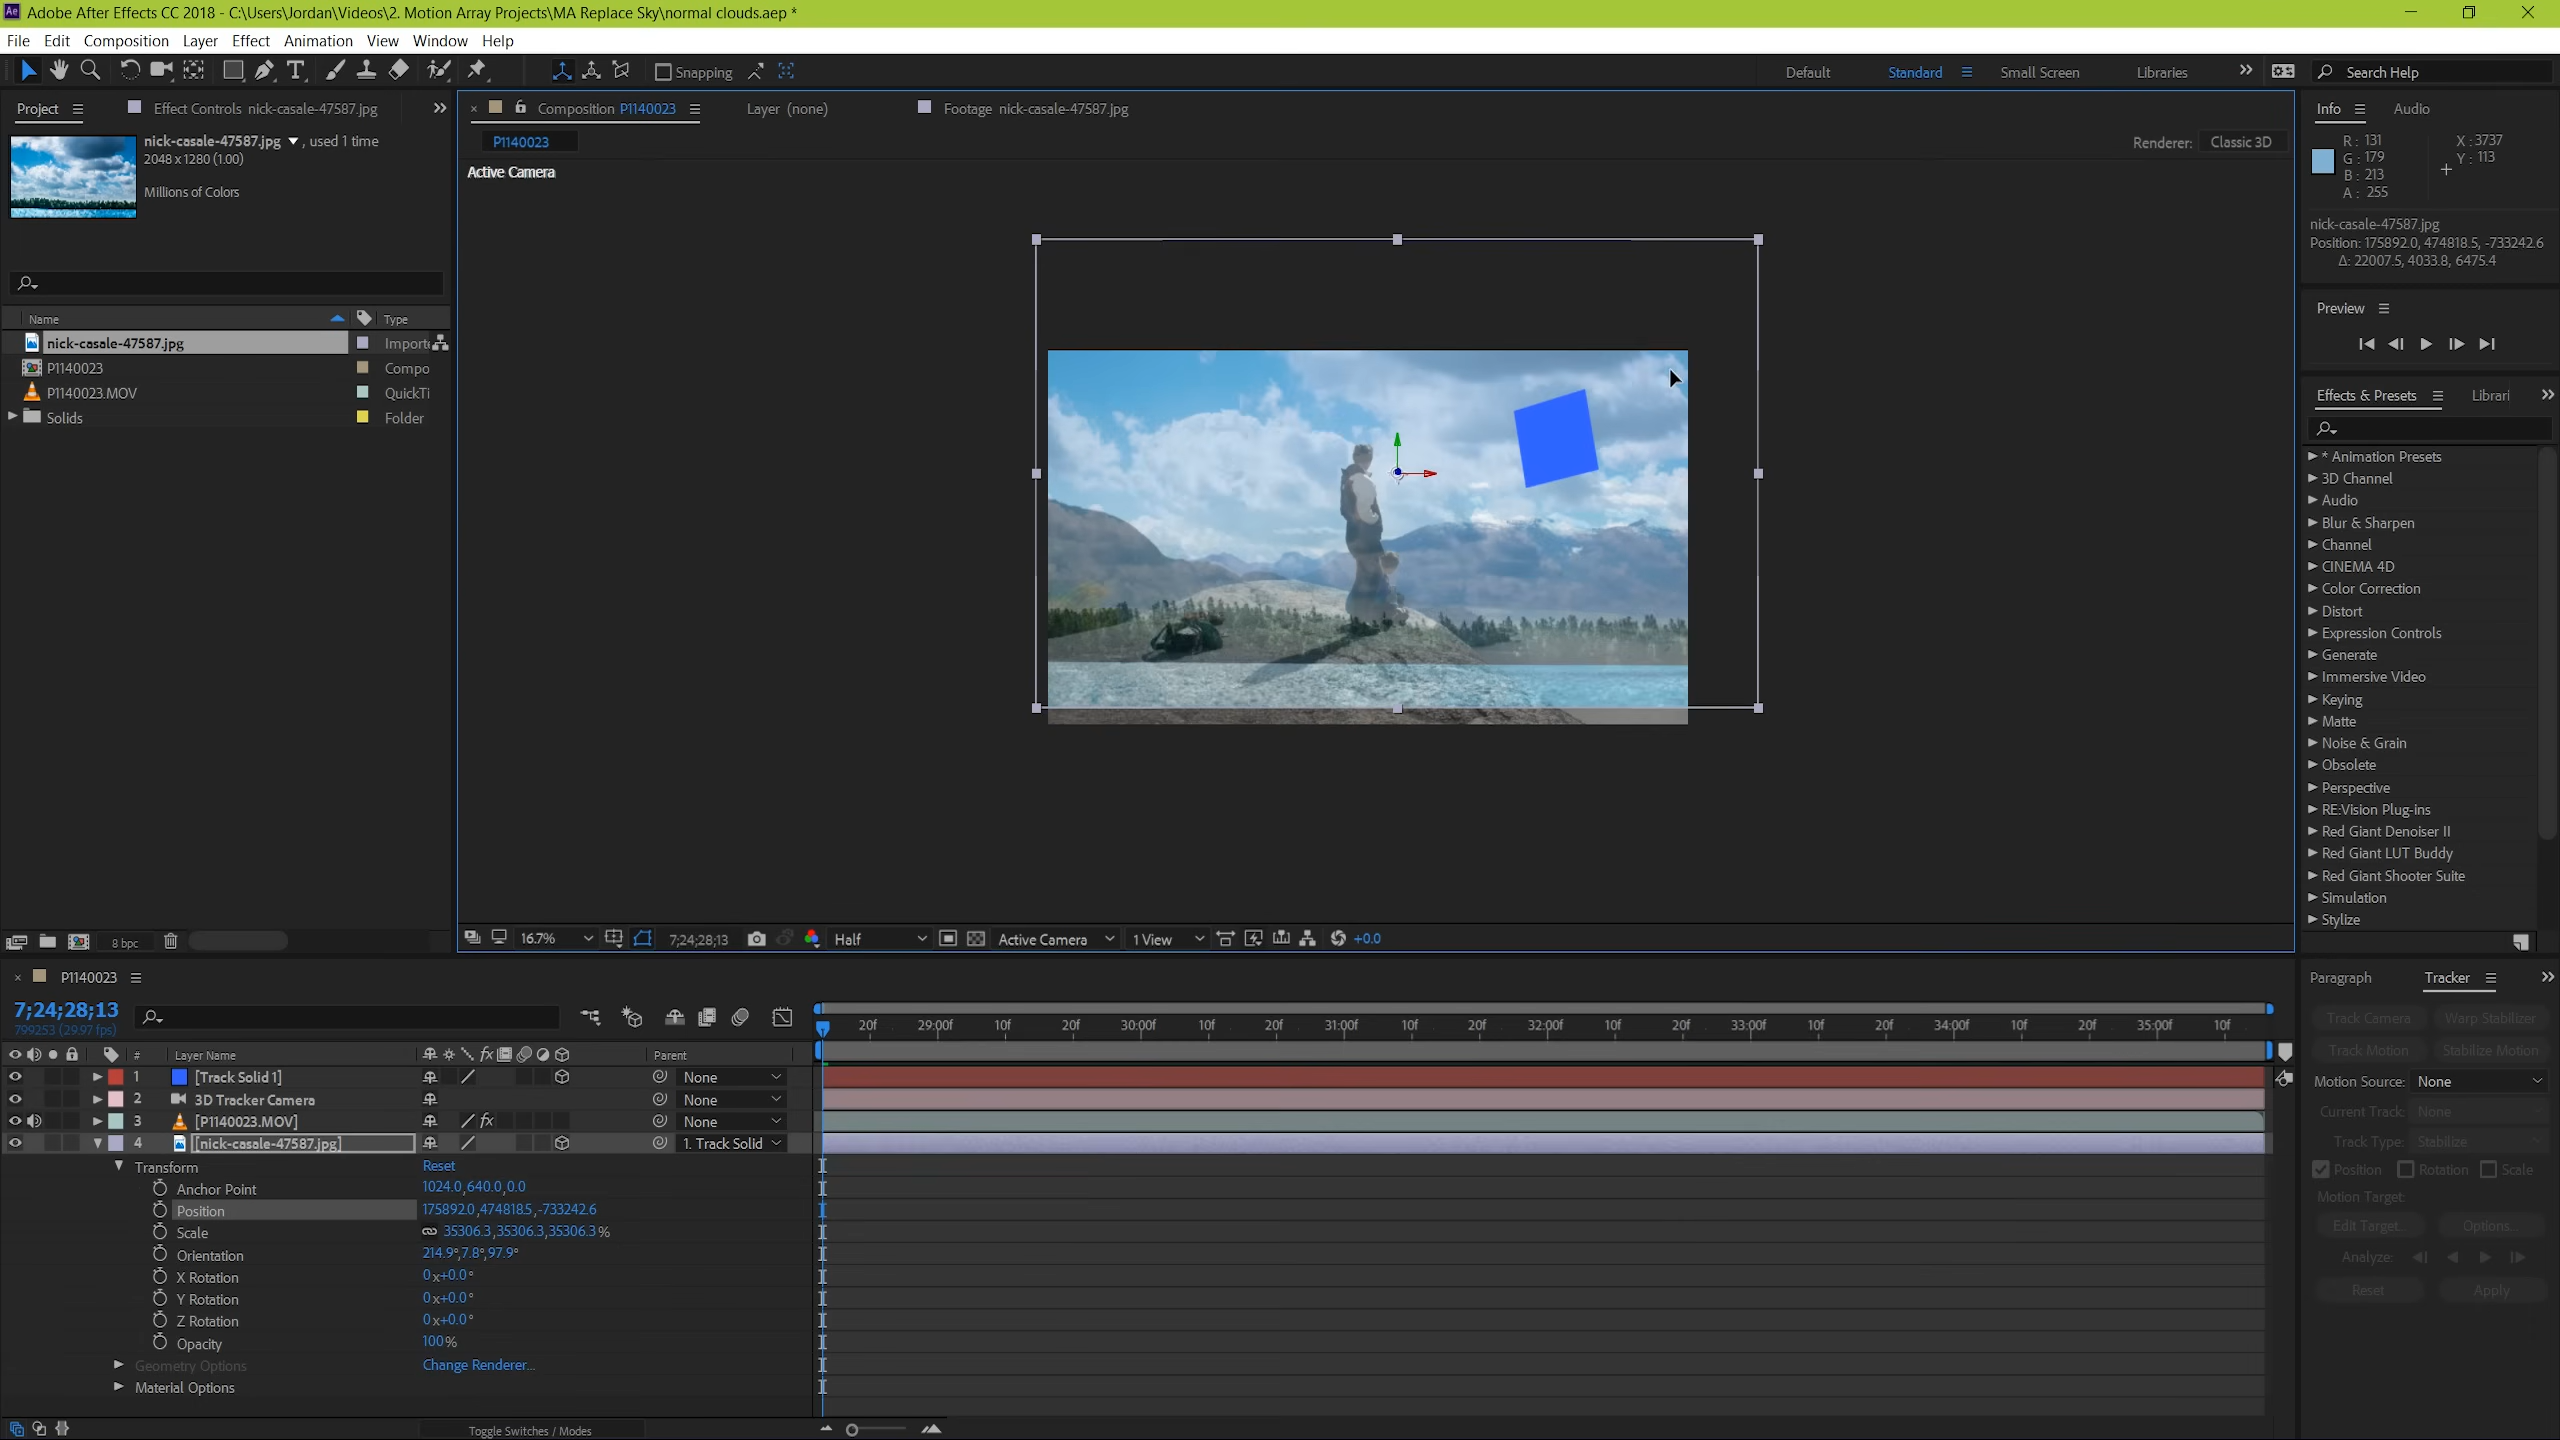 Adobe After Effects CC 2018 - C:\Users\Jordan\Videos\2. Motion Array Projects\MA Replace Sky\normal clouds.aep *
File Edit Composition Layer Effect Animation View Window Help
Snapping Default Standard Small Screen Libraries Search Help
Project Effect Controls nick-casale-47587.jpg
nick-casale-47587.jpg , used 1 time
2048 x 1280 (1.00)
Millions of Colors
Name Type
nick-casale-47587.jpg Importe
P1140023 Compo
P1140023.MOV QuickTi
Solids Folder
8 bpc
Composition P1140023 Layer (none) Footage nick-casale-47587.jpg
P1140023 Renderer: Classic 3D
Active Camera
16.7% 7;24;28;13 Half Active Camera 1 View +0.0
Info Audio
R: 131 X: 3737
G: 179 Y: 113
B: 213
A: 255
nick-casale-47587.jpg
Position: 175892.0, 474818.5, -733242.6
Δ: 22007.5, 4033.8, 6475.4
Preview
Effects & Presets Librari
* Animation Presets
3D Channel
Audio
Blur & Sharpen
Channel
CINEMA 4D
Color Correction
Distort
Expression Controls
Generate
Immersive Video
Keying
Matte
Noise & Grain
Obsolete
Perspective
RE:Vision Plug-ins
Red Giant Denoiser II
Red Giant LUT Buddy
Red Giant Shooter Suite
Simulation
Stylize
P1140023
7;24;28;13
799253 (29.97 fps)
20f 29:00f 10f 20f 30:00f 10f 20f 31:00f 10f 20f 32:00f 10f 20f 33:00f 10f 20f 34:00f 10f 20f 35:00f 10f
# Layer Name Parent
1 [Track Solid 1] None
2 3D Tracker Camera None
3 [P1140023.MOV] None
4 [nick-casale-47587.jpg] 1. Track Solid
Transform Reset
Anchor Point 1024.0,640.0,0.0
Position 175892.0,474818.5,-733242.6
Scale 35306.3,35306.3,35306.3%
Orientation 214.9°,7.8°,97.9°
X Rotation 0x+0.0°
Y Rotation 0x+0.0°
Z Rotation 0x+0.0°
Opacity 100%
Geometry Options Change Renderer...
Material Options
Toggle Switches / Modes
Paragraph Tracker
Track Camera Warp Stabilizer
Track Motion Stabilize Motion
Motion Source: None
Current Track: None
Track Type: Stabilize
Position Rotation Scale
Motion Target:
Edit Target... Options...
Analyze:
Reset Apply